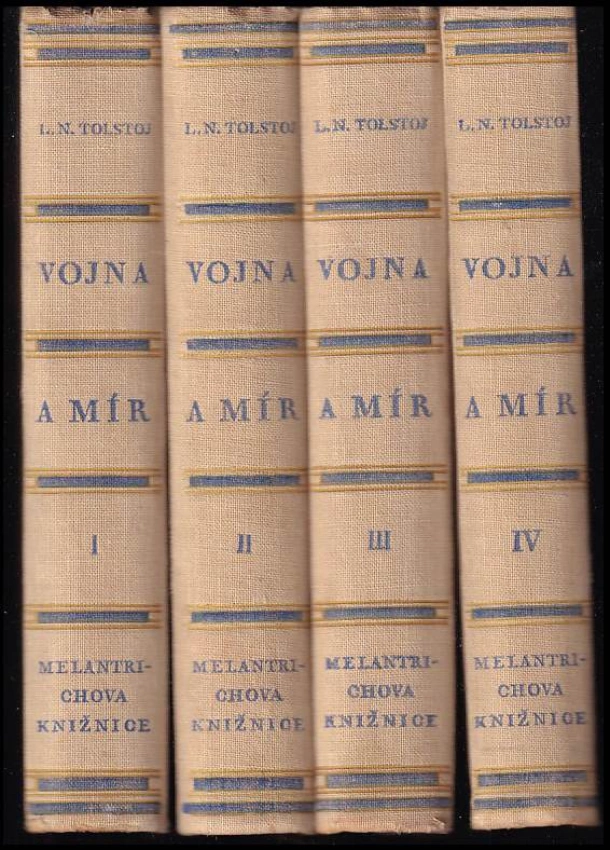 L. N. TOLSTOJ
VOJNA
A MÍR
I
MELANTRI-
CHOVA
KNIŽNICE
L. N. TOLSTOJ
VOJNA
A MÍR
II
MELANTRI-
CHOVA
KNIŽNICE
L. N. TOLSTOJ
VOJNA
A MÍR
III
MELANTRI-
CHOVA
KNIŽNICE
L. N. TOLSTOJ
VOJNA
A MÍR
IV
MELANTRI-
CHOVA
KNIŽNICE